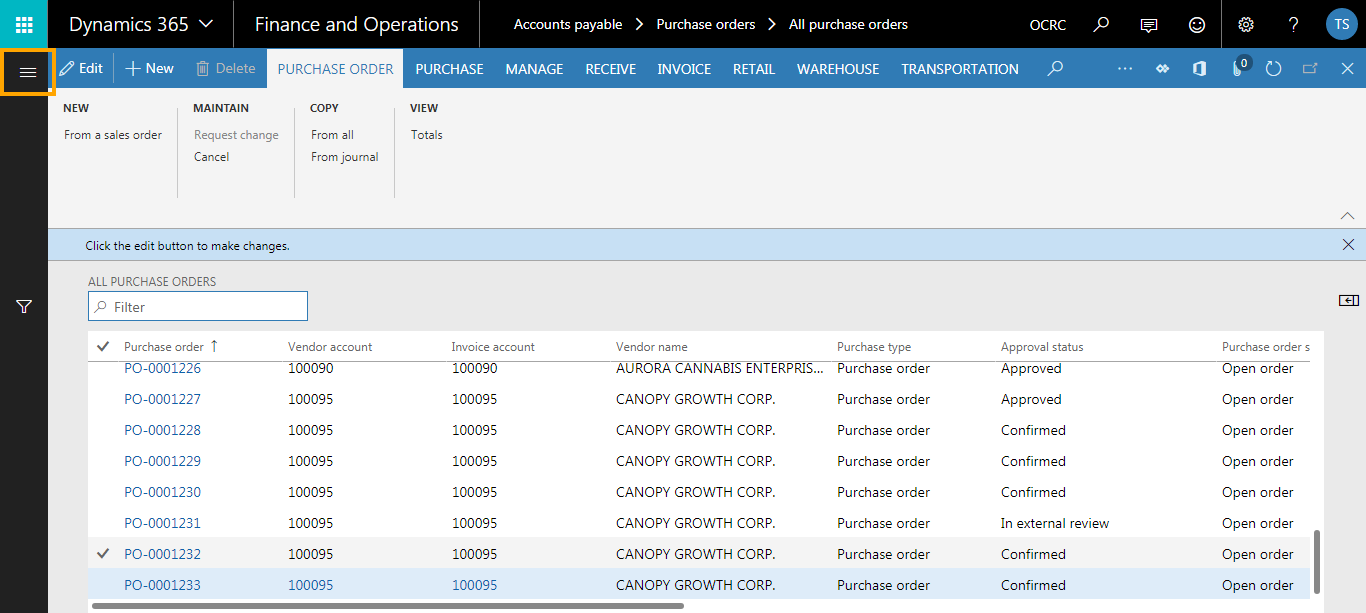 Dynamics 365 Finance and Operations Accounts payable > Purchase orders > All purchase orders OCRC ? TS
Edit + New Delete PURCHASE ORDER PURCHASE MANAGE RECEIVE INVOICE RETAIL WAREHOUSE TRANSPORTATION ... 0
NEW MAINTAIN COPY VIEW
From a sales order Request change From all Totals
Cancel From journal
Click the edit button to make changes.
ALL PURCHASE ORDERS
Filter
Purchase order ↑ Vendor account Invoice account Vendor name Purchase type Approval status Purchase order s
PO-0001226 100090 100090 AURORA CANNABIS ENTERPRIS... Purchase order Approved Open order
PO-0001227 100095 100095 CANOPY GROWTH CORP. Purchase order Approved Open order
PO-0001228 100095 100095 CANOPY GROWTH CORP. Purchase order Confirmed Open order
PO-0001229 100095 100095 CANOPY GROWTH CORP. Purchase order Confirmed Open order
PO-0001230 100095 100095 CANOPY GROWTH CORP. Purchase order Confirmed Open order
PO-0001231 100095 100095 CANOPY GROWTH CORP. Purchase order In external review Open order
PO-0001232 100095 100095 CANOPY GROWTH CORP. Purchase order Confirmed Open order
PO-0001233 100095 100095 CANOPY GROWTH CORP. Purchase order Confirmed Open order